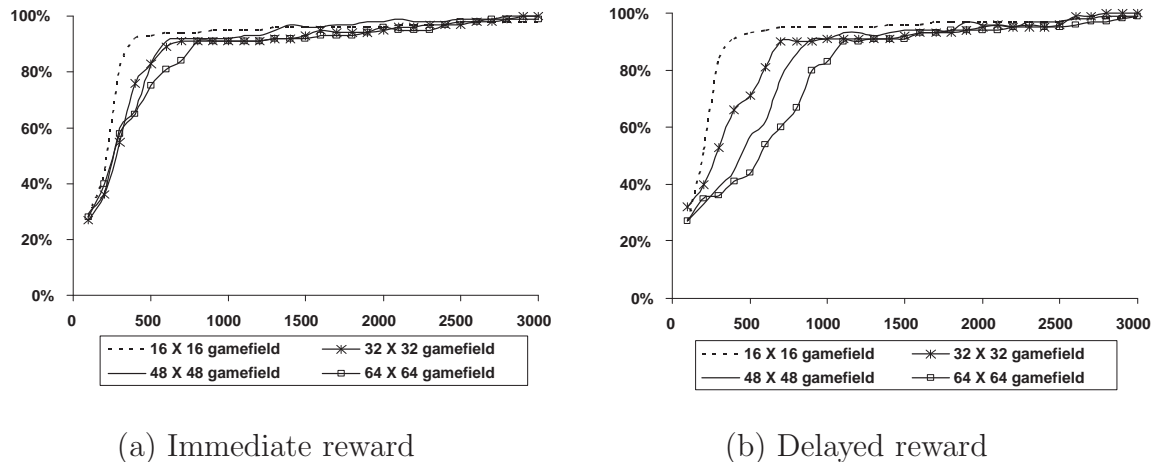 100%
80%
60%
40%
20%
0%
0 500 1000 1500 2000 2500 3000
16 X 16 gamefield 32 X 32 gamefield
48 X 48 gamefield 64 X 64 gamefield
(a) Immediate reward
100%
80%
60%
40%
20%
0%
0 500 1000 1500 2000 2500 3000
16 X 16 gamefield 32 X 32 gamefield
48 X 48 gamefield 64 X 64 gamefield
(b) Delayed reward